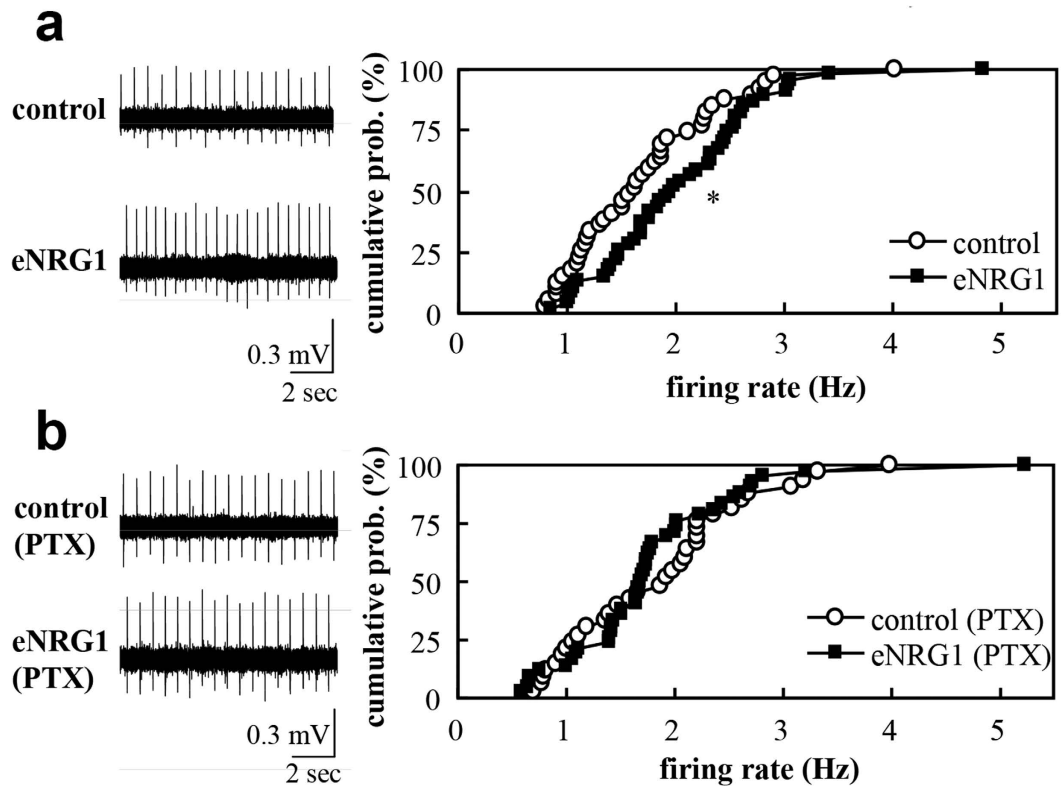 a
control
eNRG1
0.3 mV
2 sec
cumulative prob. (%)
100
75
50
25
0
*
control
eNRG1
0 1 2 3 4 5
firing rate (Hz)
b
control
(PTX)
eNRG1
(PTX)
0.3 mV
2 sec
cumulative prob. (%)
100
75
50
25
0
control (PTX)
eNRG1 (PTX)
0 1 2 3 4 5
firing rate (Hz)